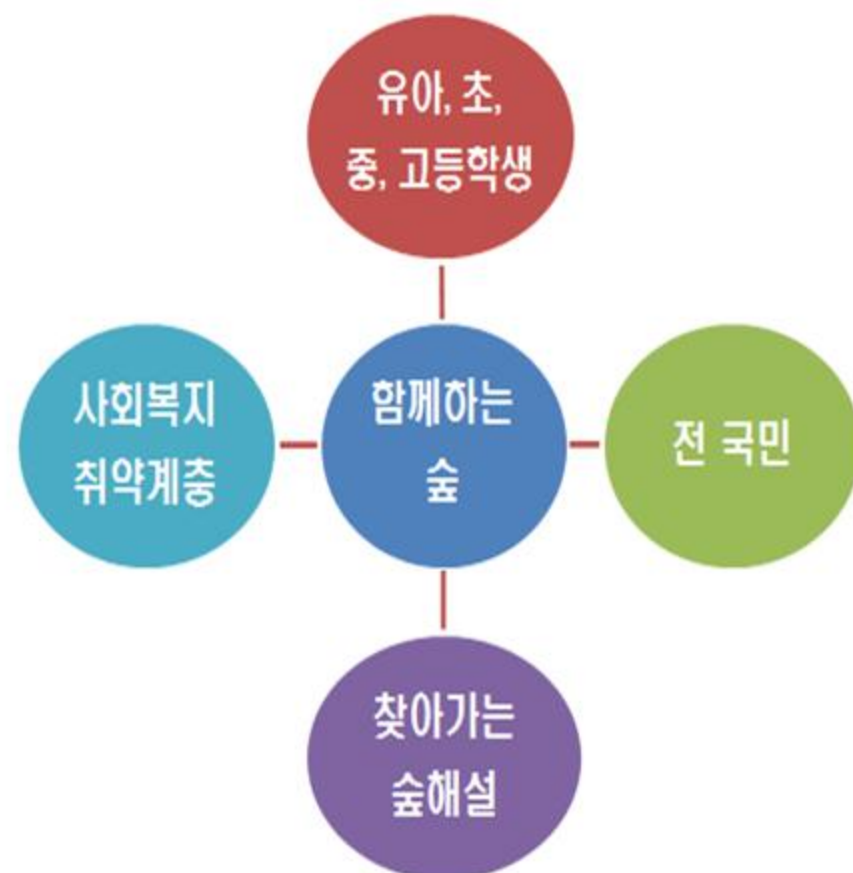 유아, 초,
중, 고등학생
사회복지
취약계층
함께하는
숲
전 국민
찾아가는
숲해설